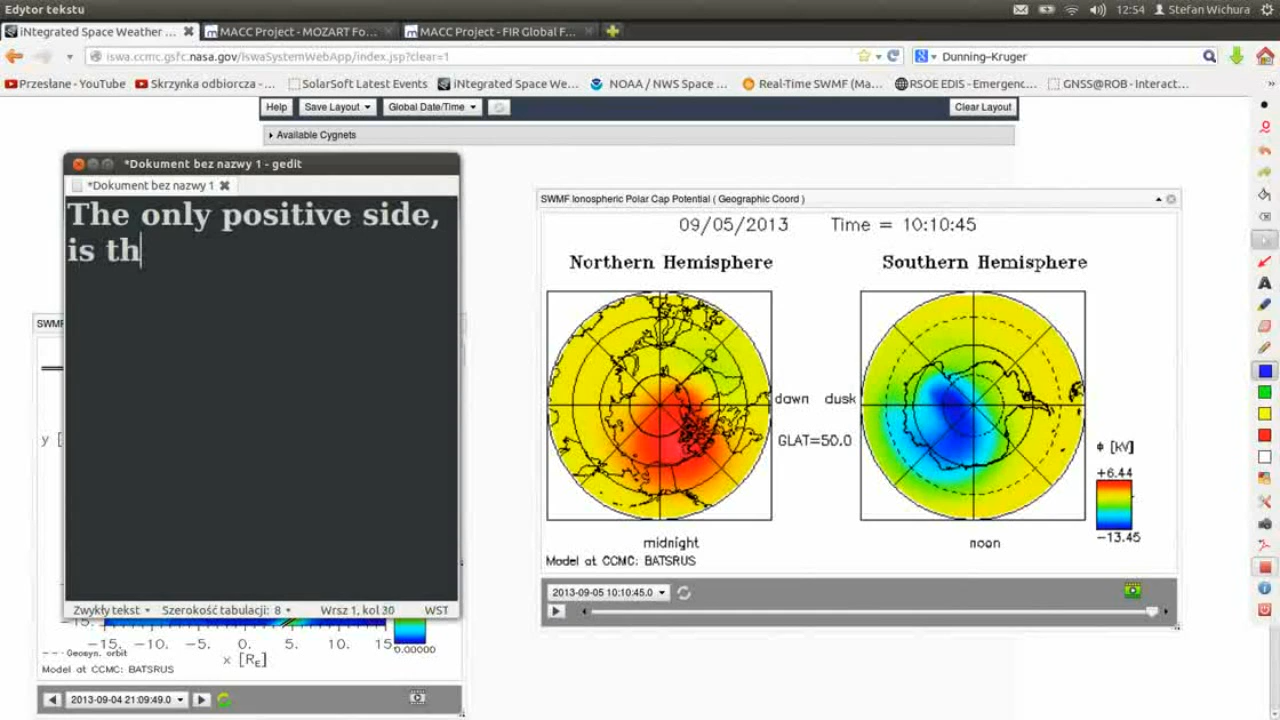 Edytor tekstu
12:54 Stefan Wichura
iNtegrated Space Weather ...
MACC Project - MOZART Fo...
MACC Project - FIR Global F...
iswa.ccmc.gsfc.nasa.gov/IswaSystemWebApp/index.jsp?clear=1
Dunning–Kruger
Przesłane - YouTube
Skrzynka odbiorcza - ...
SolarSoft Latest Events
iNtegrated Space We...
NOAA / NWS Space ...
Real-Time SWMF (Ma...
RSOE EDIS - Emergenc...
GNSS@ROB - Interact...
Help
Save Layout
Global Date/Time
Clear Layout
Available Cygnets
*Dokument bez nazwy 1 - gedit
*Dokument bez nazwy 1
The only positive side,
is th
Zwykły tekst
Szerokość tabulacji: 8
Wrsz 1, kol 30
WST
SWMF
y [
-15.
-15. -10. -5. 0. 5. 10. 15.
x [RE]
Geosyn. orbit
Model at CCMC: BATSRUS
2013-09-04 21:09:49.0
SWMF Ionospheric Polar Cap Potential ( Geographic Coord )
09/05/2013 Time = 10:10:45
Northern Hemisphere
Southern Hemisphere
dawn
dusk
GLAT=50.0
Φ [kV]
+6.44
-13.45
midnight
noon
Model at CCMC: BATSRUS
2013-09-05 10:10:45.0